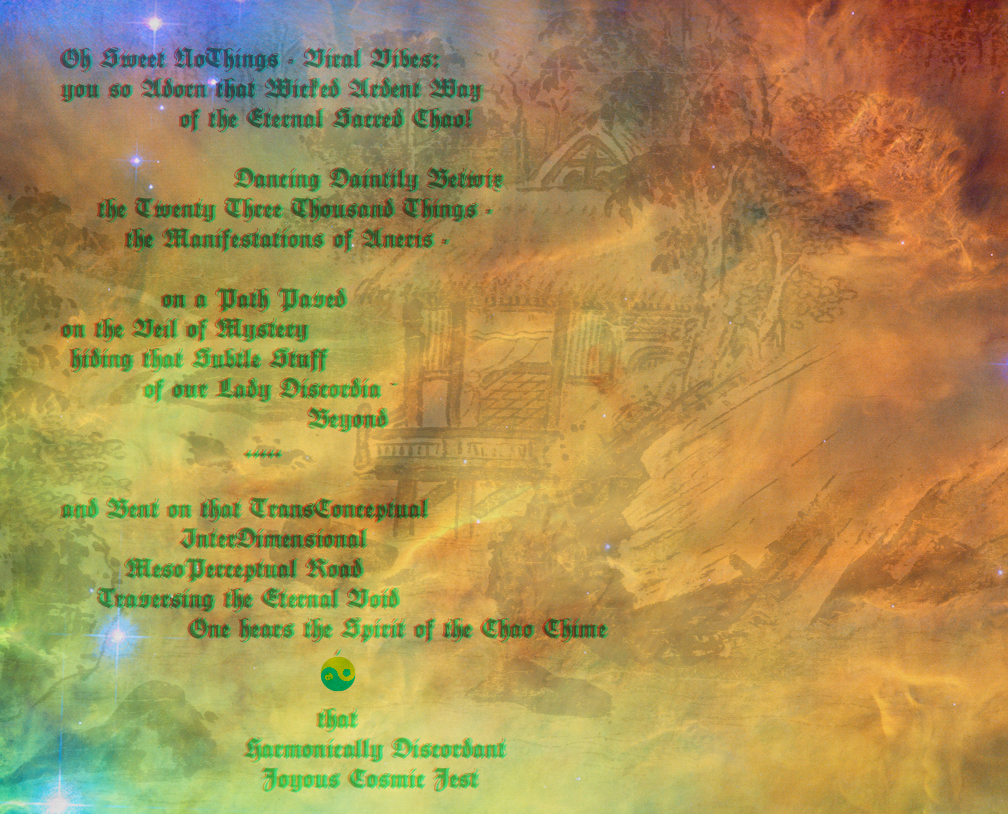 Oh Sweet NoThings - Viral Vibes:
you so Adorn that Wicked Ardent Way
of the Eternal Sacred Chao!
Dancing Daintily Betwix
the Twenty Three Thousand Things -
the Manifestations of Aneris -
on a Path Paved
on the Veil of Mystery
hiding that Subtle Stuff
of our Lady Discordia -
Beyond
and Bent on that TransConceptual
InterDimensional
MesoPerceptual Road
Traversing the Eternal Void
One hears the Spirit of the Chao Chime
that
Harmonically Discordant
Joyous Cosmic Jest